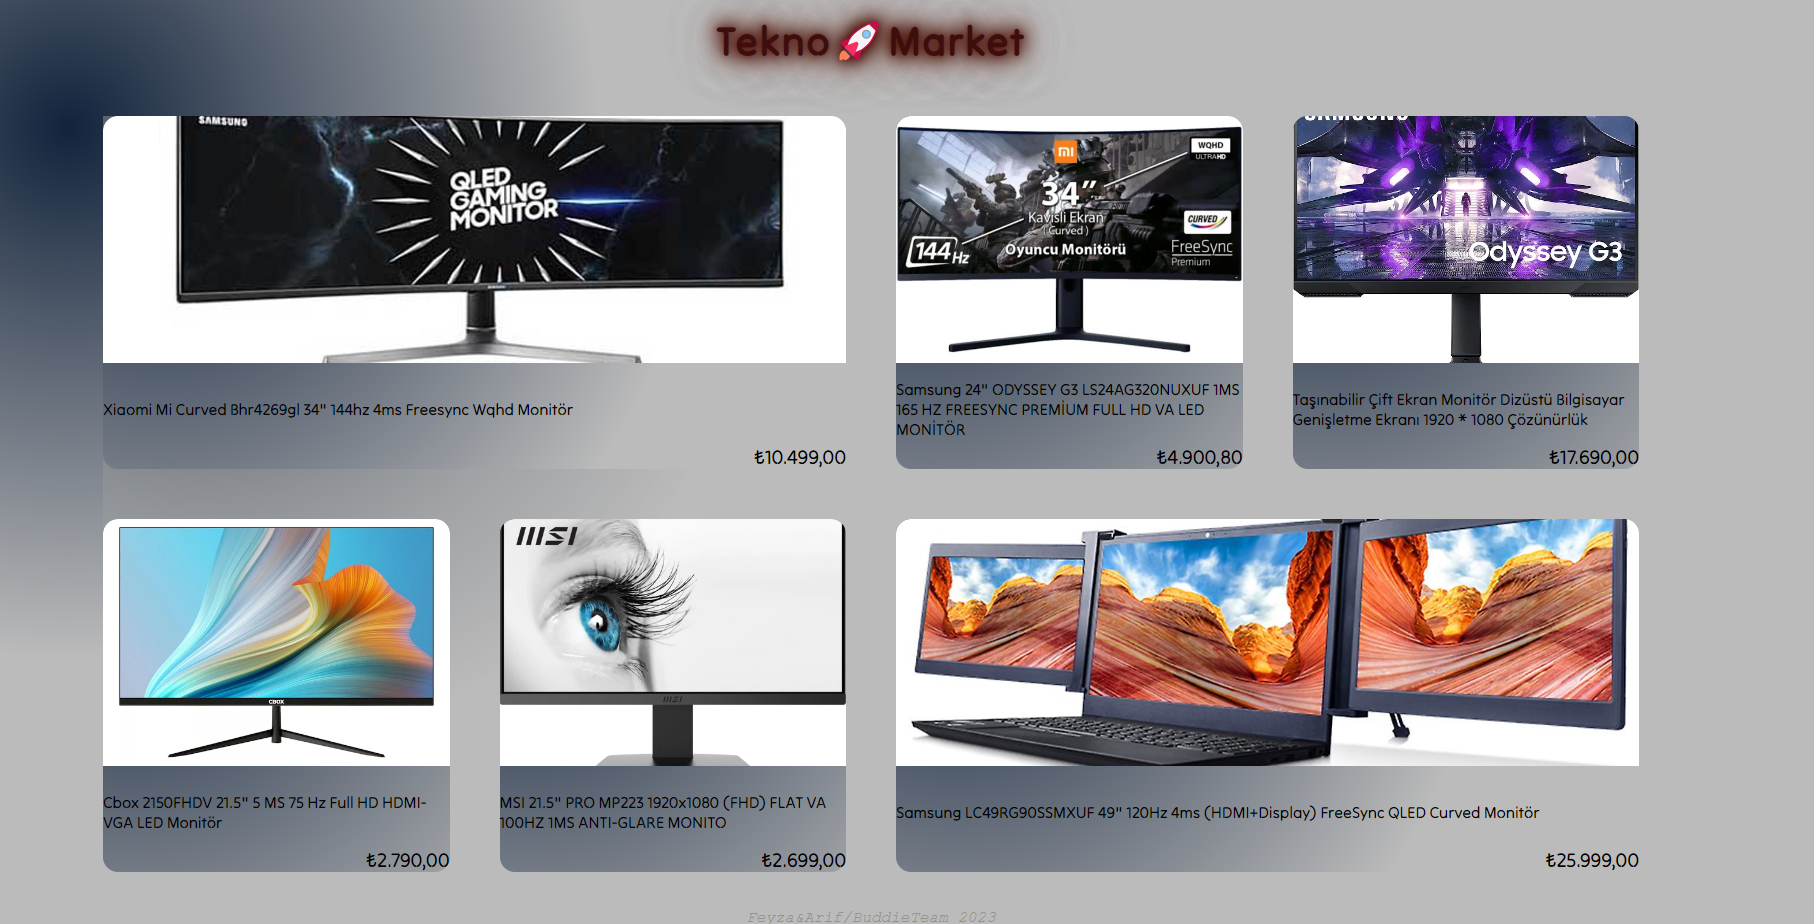 Tekno Market
SAMSUNG
QLED
GAMING
MONITOR
mi
WQHD
ULTRAHD
34"
Kavisli Ekran
( Curved )
Oyuncu Monitörü
144Hz
CURVED
FreeSync
Premium
SAMSUNG
Odyssey G3
Xiaomi Mi Curved Bhr4269gl 34" 144hz 4ms Freesync Wqhd Monitör
₺10.499,00
Samsung 24" ODYSSEY G3 LS24AG320NUXUF 1MS
165 HZ FREESYNC PREMİUM FULL HD VA LED
MONİTÖR
₺4.900,80
Taşınabilir Çift Ekran Monitör Dizüstü Bilgisayar
Genişletme Ekranı 1920 * 1080 Çözünürlük
₺17.690,00
CBOX
msi
msi
Cbox 2150FHDV 21.5" 5 MS 75 Hz Full HD HDMI-
VGA LED Monitör
₺2.790,00
MSI 21.5" PRO MP223 1920x1080 (FHD) FLAT VA
100HZ 1MS ANTI-GLARE MONITO
₺2.699,00
Samsung LC49RG90SSMXUF 49" 120Hz 4ms (HDMI+Display) FreeSync QLED Curved Monitör
₺25.999,00
Feyza&Arif/BuddieTeam 2023